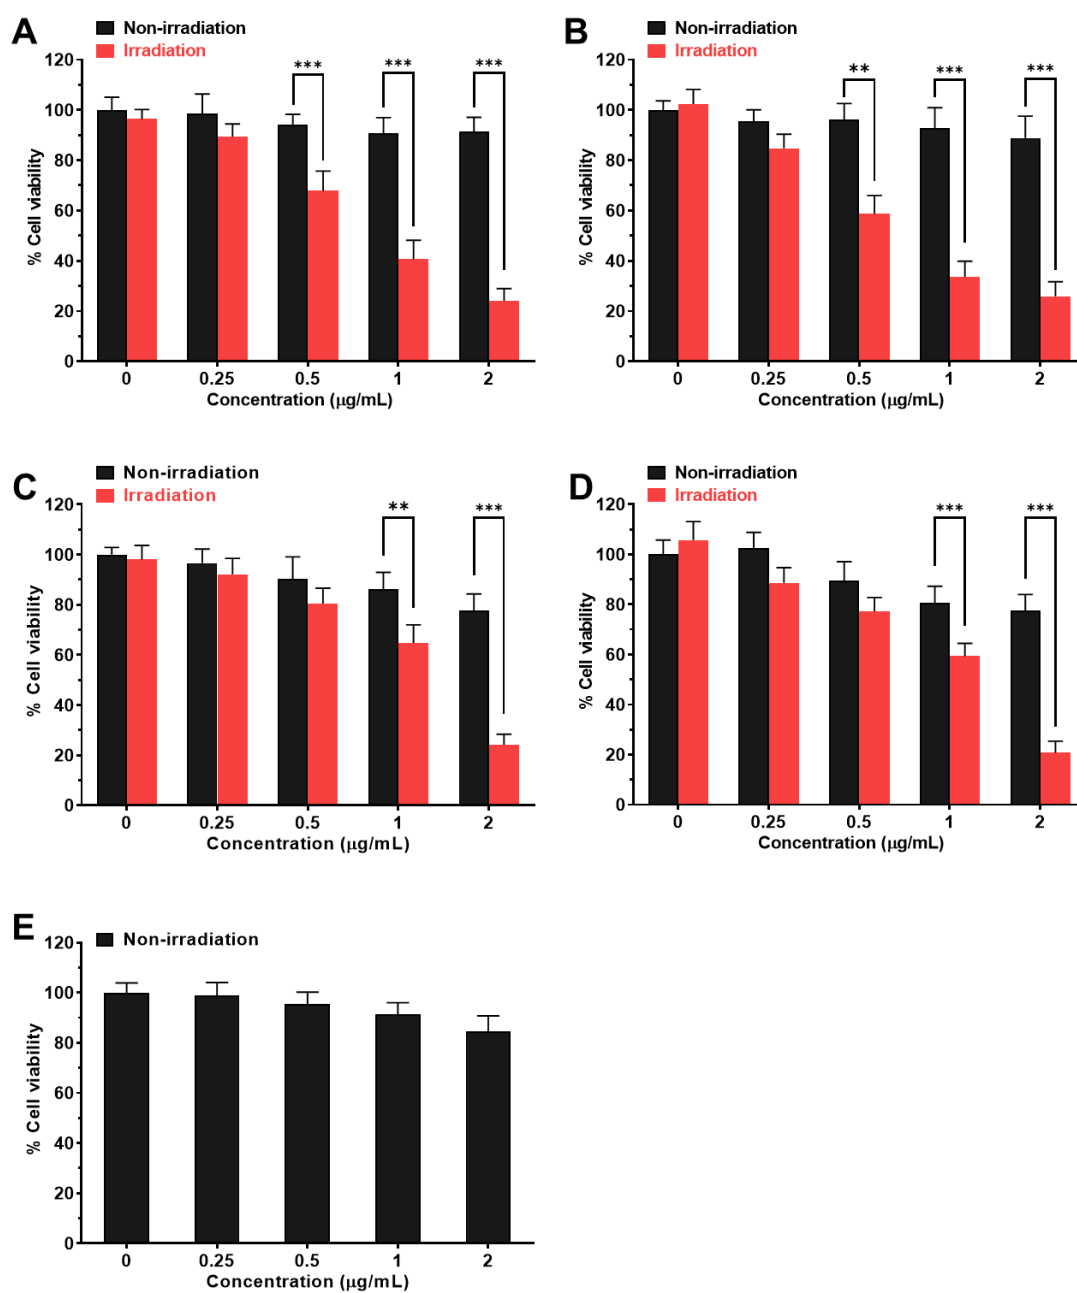 A
Non-irradiation
Irradiation
120
100
80
60
40
20
0
% Cell viability
*** *** ***
0 0.25 0.5 1 2
Concentration (μg/mL)
B
Non-irradiation
Irradiation
120
100
80
60
40
20
0
% Cell viability
** *** ***
0 0.25 0.5 1 2
Concentration (μg/mL)
C
Non-irradiation
Irradiation
120
100
80
60
40
20
0
% Cell viability
** ***
0 0.25 0.5 1 2
Concentration (μg/mL)
D
Non-irradiation
Irradiation
120
100
80
60
40
20
0
% Cell viability
*** ***
0 0.25 0.5 1 2
Concentration (μg/mL)
E
Non-irradiation
120
100
80
60
40
20
0
% Cell viability
0 0.25 0.5 1 2
Concentration (μg/mL)